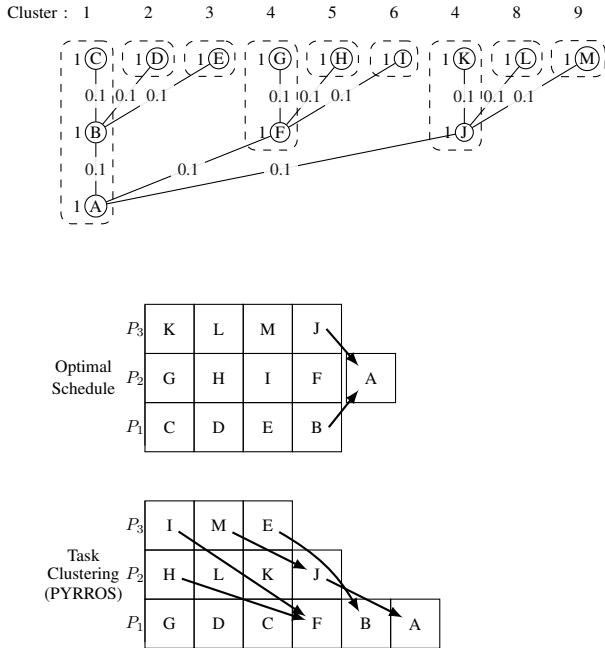 Cluster : 1 2 3 4 5 6 4 8 9
1 C 1 D 1 E 1 G 1 H 1 I 1 K 1 L 1 M
0.1 0.1 0.1 0.1 0.1 0.1 0.1 0.1 0.1
1 B 1 F 1 J
0.1 0.1 0.1
1 A
P3 K L M J
Optimal
Schedule
P2 G H I F A
P1 C D E B
P3 I M E
Task
Clustering
(PYRROS)
P2 H L K J
P1 G D C F B A